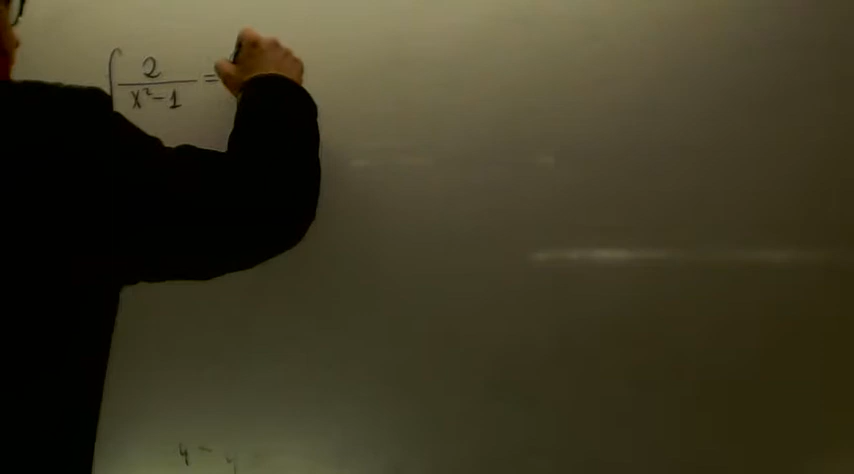 ∫ 2/(x²-1) =